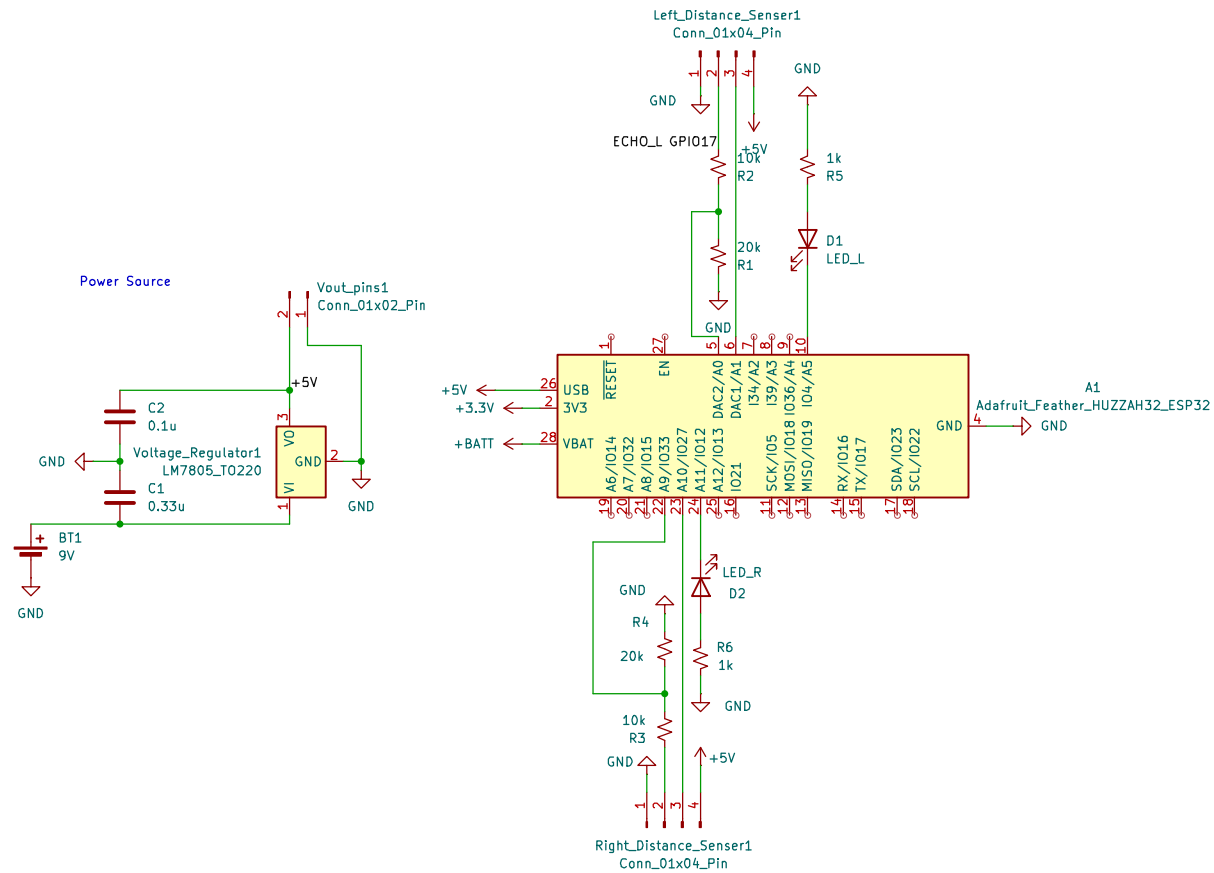 Left_Distance_Senser1
Conn_01x04_Pin
1
2
3
4
GND
GND
ECHO_L GPIO17
+5V
10k
R2
1k
R5
20k
R1
D1
LED_L
GND
Power Source
Vout_pins1
Conn_01x02_Pin
2
1
+5V
C2
0.1u
3
VO
GND
Voltage_Regulator1
LM7805_TO220
GND
2
VI
1
C1
0.33u
GND
BT1
9V
+
GND
1
27
5
6
7
8
9
10
RESET
EN
DAC2/A0
DAC1/A1
I34/A2
I39/A3
IO36/A4
IO4/A5
+5V
26
USB
+3.3V
2
3V3
+BATT
28
VBAT
A1
Adafruit_Feather_HUZZAH32_ESP32
GND
4
GND
A6/IO14
A7/IO32
A8/IO15
A9/IO33
A10/IO27
A11/IO12
A12/IO13
IO21
SCK/IO5
MOSI/IO18
MISO/IO19
RX/IO16
TX/IO17
SDA/IO23
SCL/IO22
19
20
21
22
23
24
25
16
11
12
13
14
15
17
18
LED_R
D2
GND
R4
20k
R6
1k
GND
10k
R3
GND
+5V
1
2
3
4
Right_Distance_Senser1
Conn_01x04_Pin